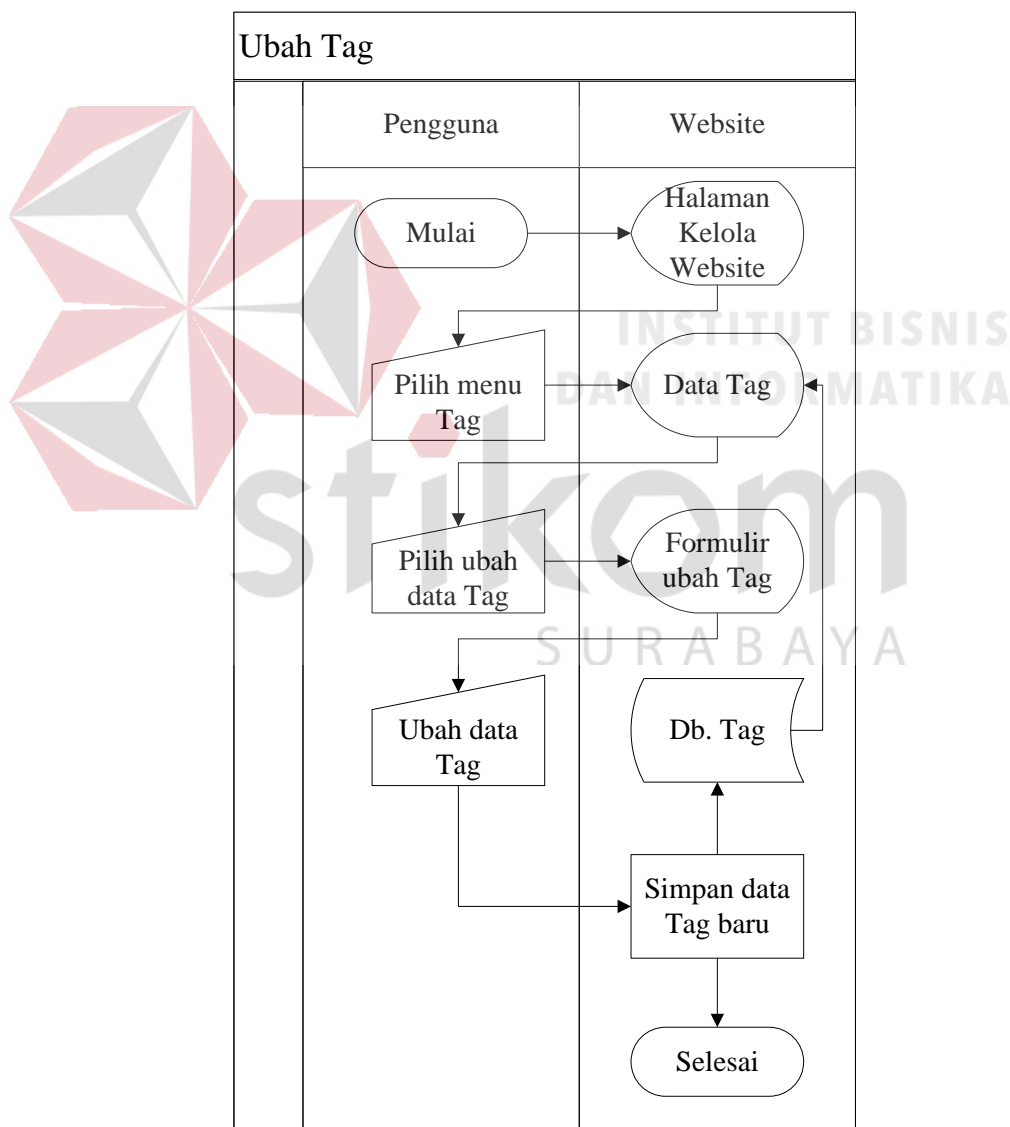 Ubah Tag
Pengguna
Website
Mulai
Halaman
Kelola
Website
INSTITUT BISNIS
DAN INFORMATIKA
Pilih menu
Tag
Data Tag
stikom
Pilih ubah
data Tag
Formulir
ubah Tag
SURABAYA
Ubah data
Tag
Db. Tag
Simpan data
Tag baru
Selesai